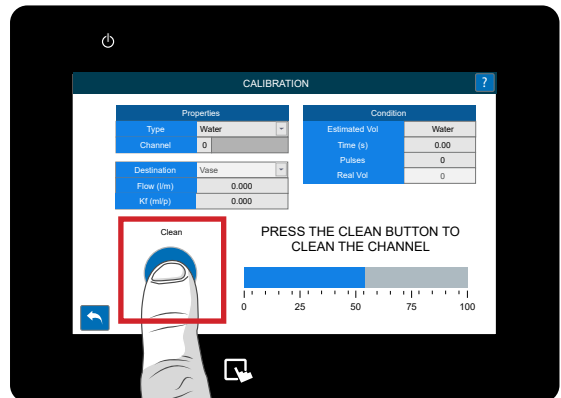 CALIBRATION
?
Properties
Type Water
Channel 0
Destination Vase
Flow (l/m) 0.000
Kf (ml/p) 0.000
Condition
Estimated Vol Water
Time (s) 0.00
Pulses 0
Real Vol 0
Clean
PRESS THE CLEAN BUTTON TO
CLEAN THE CHANNEL
0 25 50 75 100